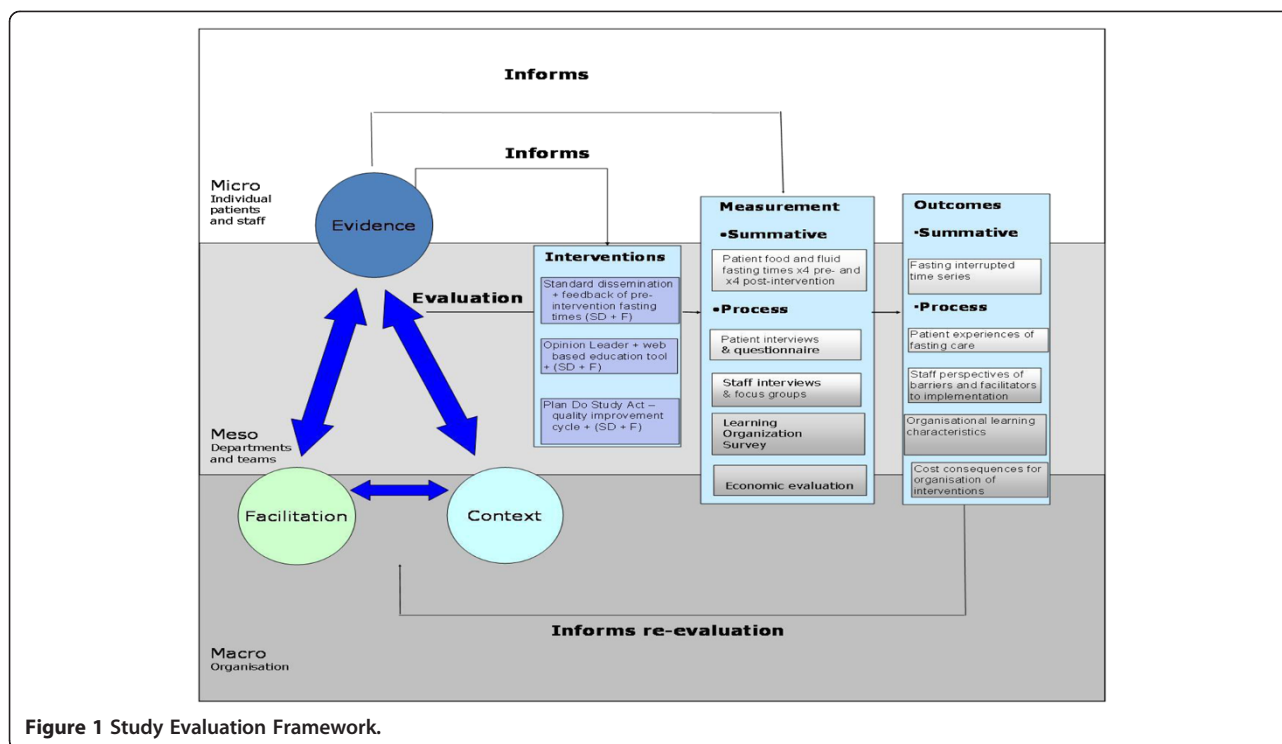 Informs
Informs
Micro
Individual
patients
and staff
Evidence
Evaluation
Meso
Departments
and teams
Facilitation
Context
Interventions
Standard dissemination
+ feedback of pre-
intervention fasting
times (SD + F)
Opinion Leader + web
based education tool
+ (SD + F)
Plan Do Study Act –
quality improvement
cycle + (SD + F)
Measurement
•Summative
Patient food and fluid
fasting times x4 pre- and
x4 post-intervention
•Process
Patient interviews
& questionnaire
Staff interviews
& focus groups
Learning
Organization
Survey
Economic evaluation
Outcomes
·Summative
Fasting interrupted
time series
·Process
Patient experiences of
fasting care
Staff perspectives of
barriers and facilitators
to implementation
Organisational learning
characteristics
Cost consequences for
organisation of
interventions
Informs re-evaluation
Macro
Organisation
Figure 1 Study Evaluation Framework.